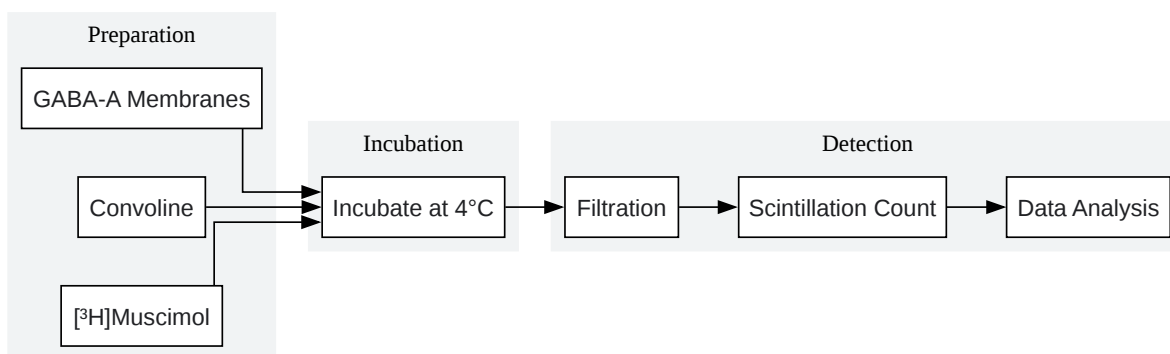 Preparation
GABA-A Membranes
Convoline
[³H]Muscimol
Incubation
Incubate at 4°C
Detection
Filtration
Scintillation Count
Data Analysis